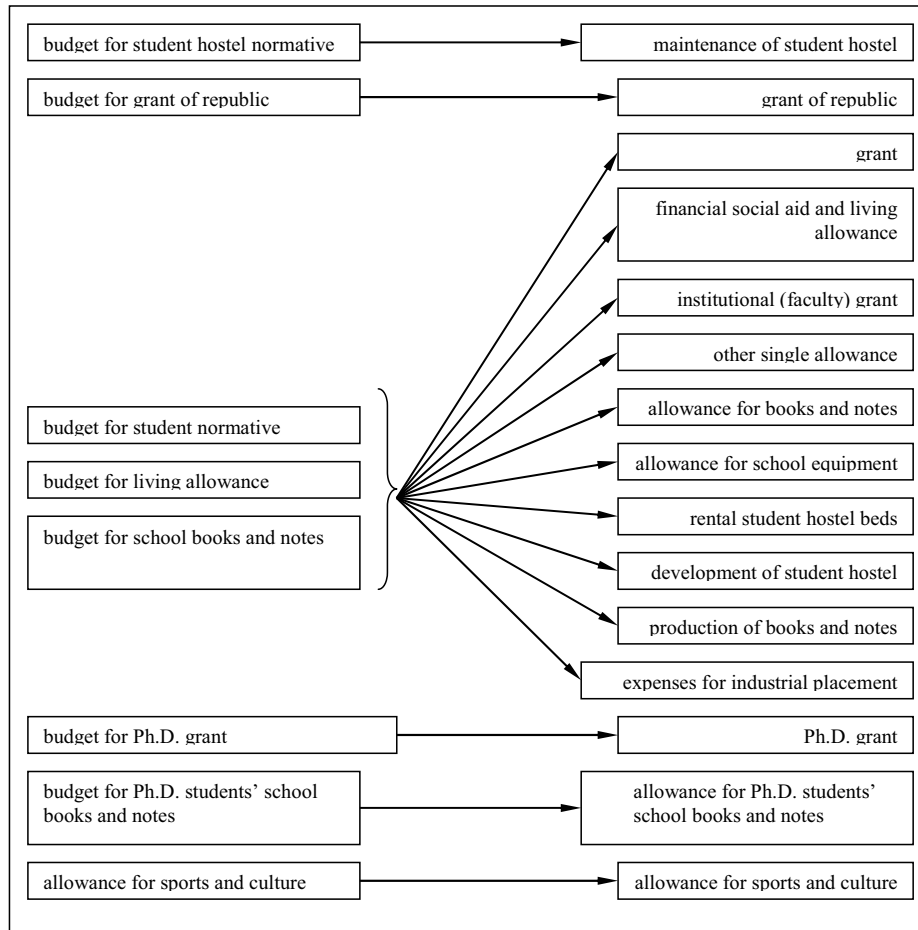 budget for student hostel normative
maintenance of student hostel
budget for grant of republic
grant of republic
grant
financial social aid and living
allowance
institutional (faculty) grant
other single allowance
budget for student normative
allowance for books and notes
budget for living allowance
allowance for school equipment
budget for school books and notes
rental student hostel beds
development of student hostel
production of books and notes
expenses for industrial placement
budget for Ph.D. grant
Ph.D. grant
budget for Ph.D. students’ school
books and notes
allowance for Ph.D. students’
school books and notes
allowance for sports and culture
allowance for sports and culture